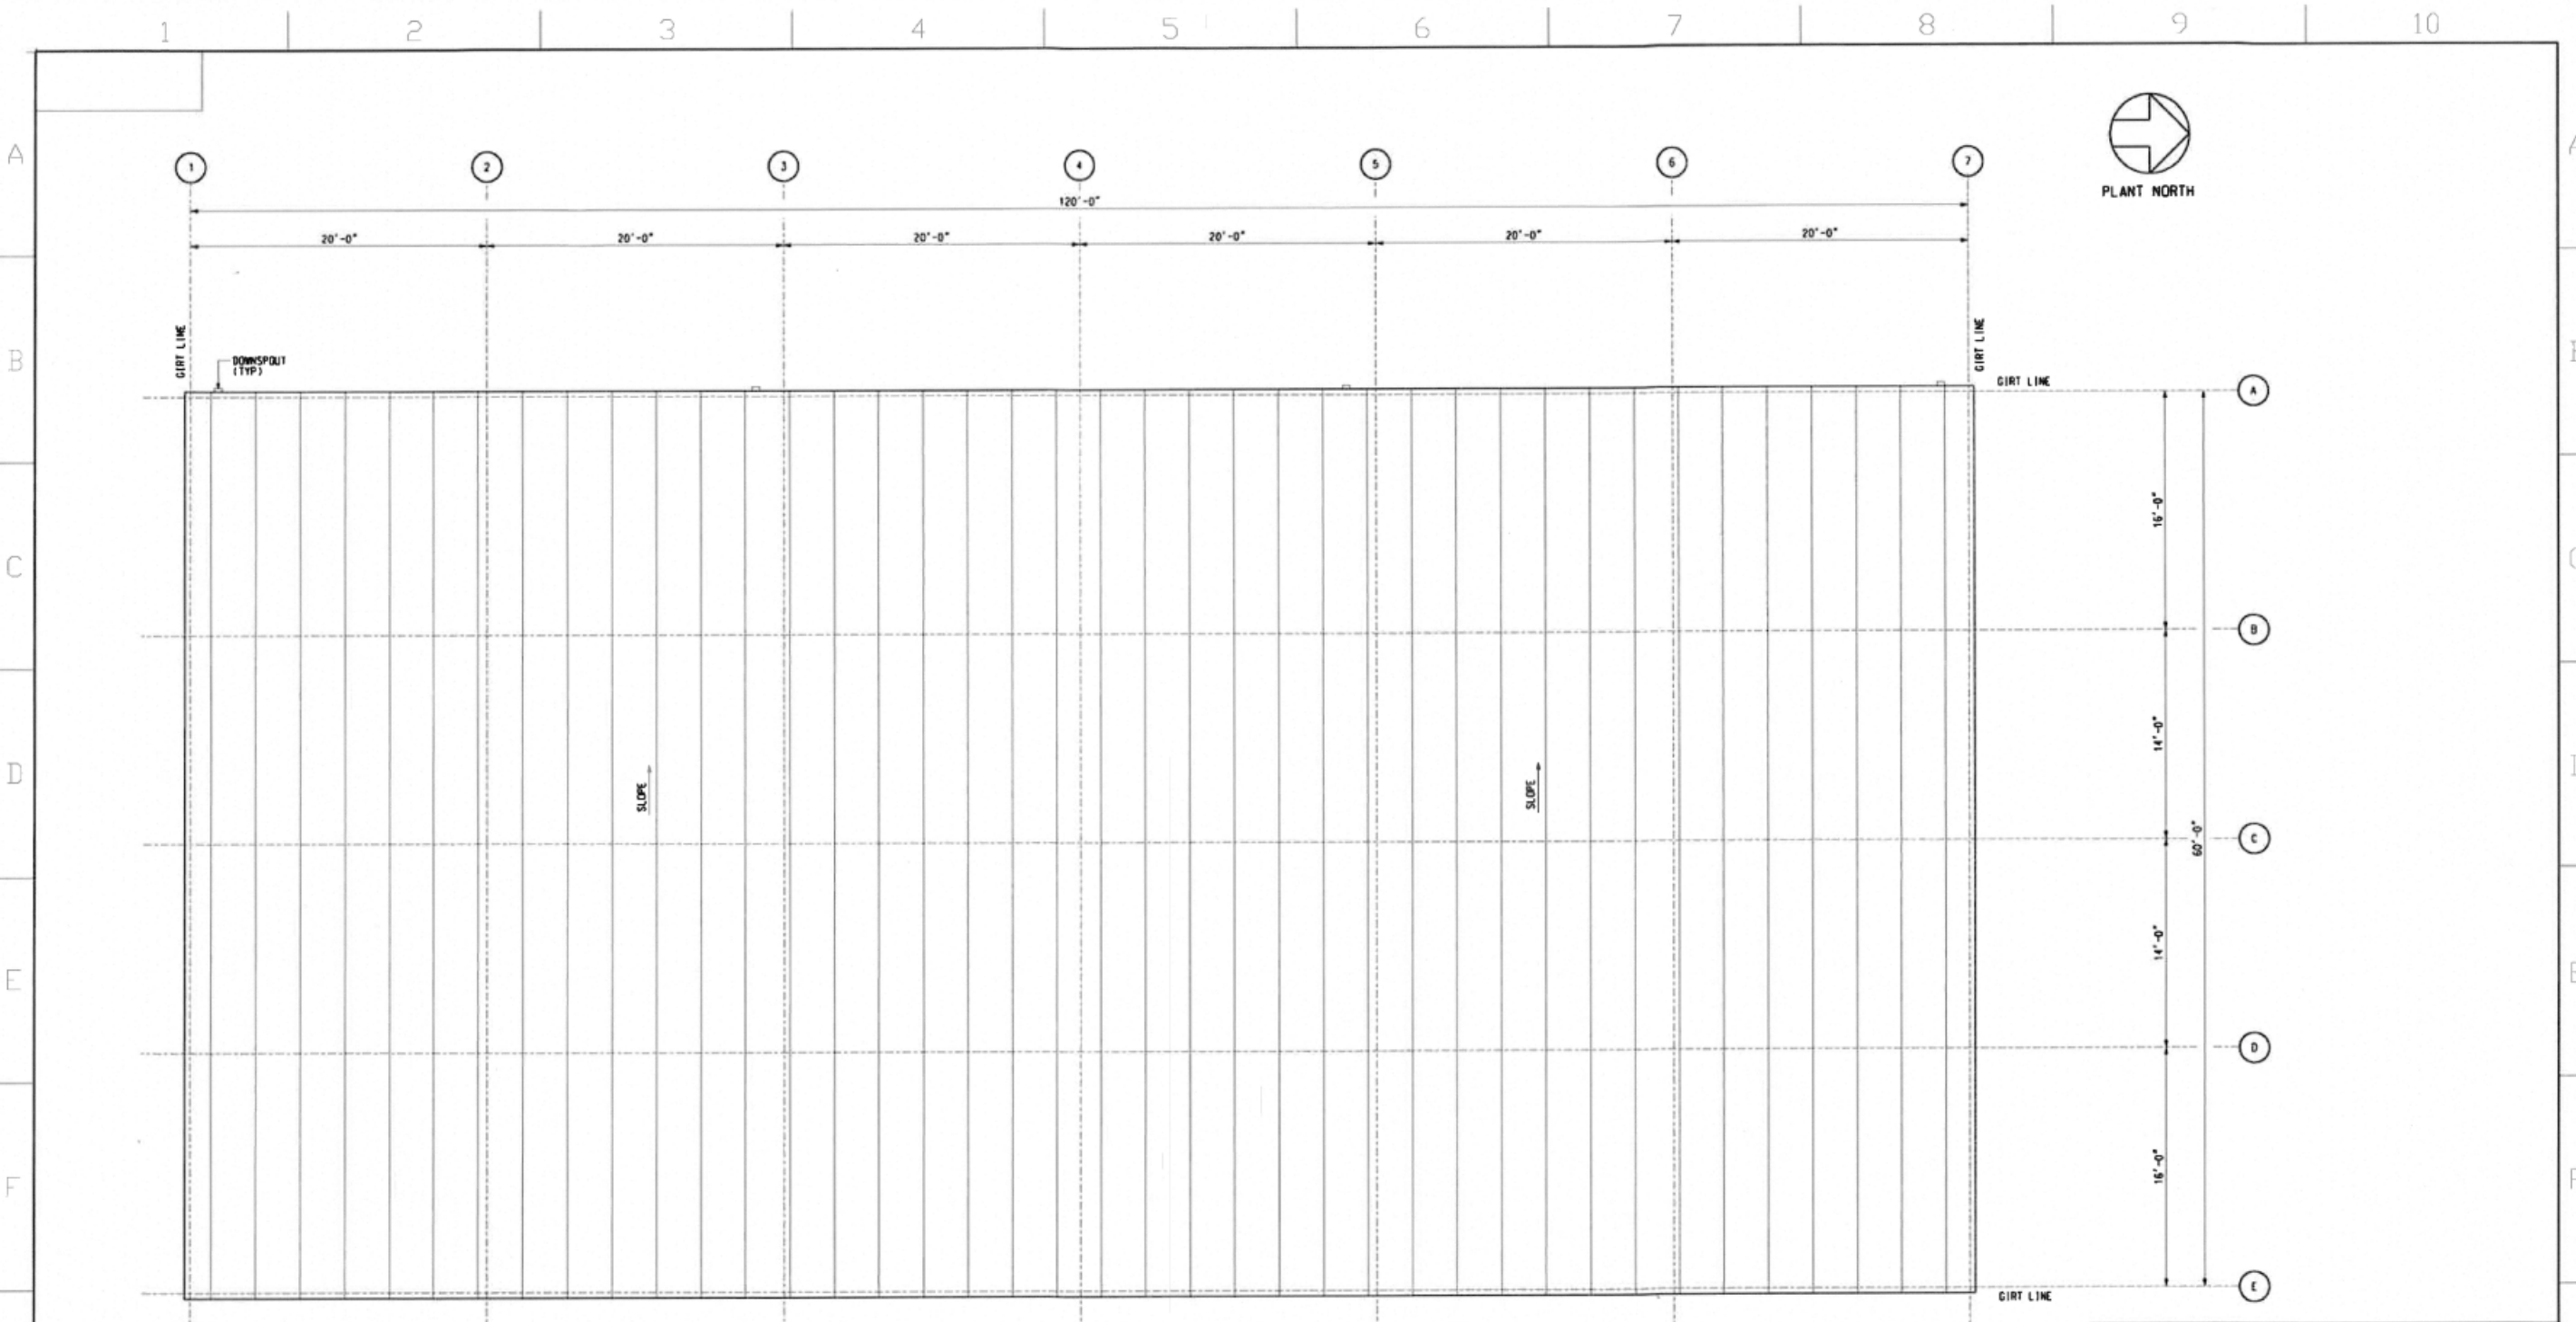 1 2 3 4 5 6 7 8 9 10
A
1 2 3 4 5 6 7
PLANT NORTH
120'-0"
20'-0" 20'-0" 20'-0" 20'-0" 20'-0" 20'-0"
B
GIRT LINE
DOWNSPOUT
(TYP)
GIRT LINE
GIRT LINE
A
16'-0"
C
B
14'-0"
D
SLOPE
SLOPE
60'-0"
C
14'-0"
E
D
16'-0"
F
E
GIRT LINE